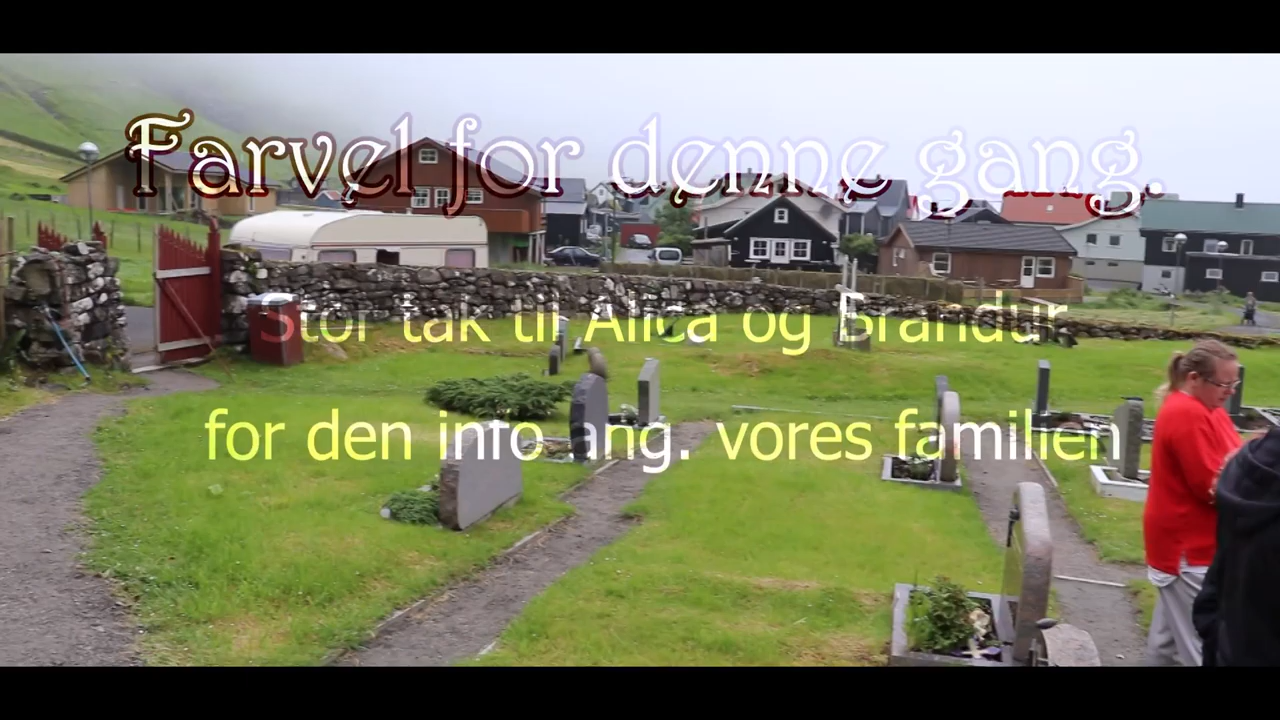 Farvel for denne gang.
Stor tak til Alica og Brandur
for den info ang. vores familien